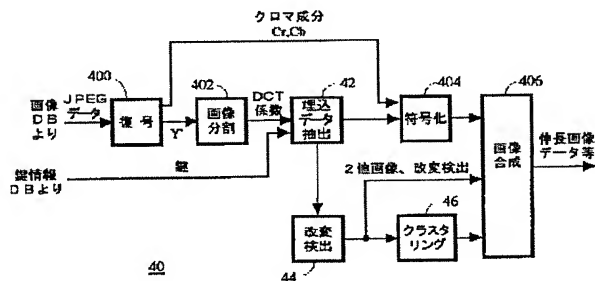 クロマ成分
Cr,Cb
400
402
42
404
406
画像
DB
より
JPEG
データ
復号
Y
画像
分割
DCT
係数
埋込
データ
抽出
符号化
画像
合成
伸長画像
データ等
鍵情報
DBより
鍵
2他画像、改変検出
46
改変
検出
クラスタ
リング
44
40